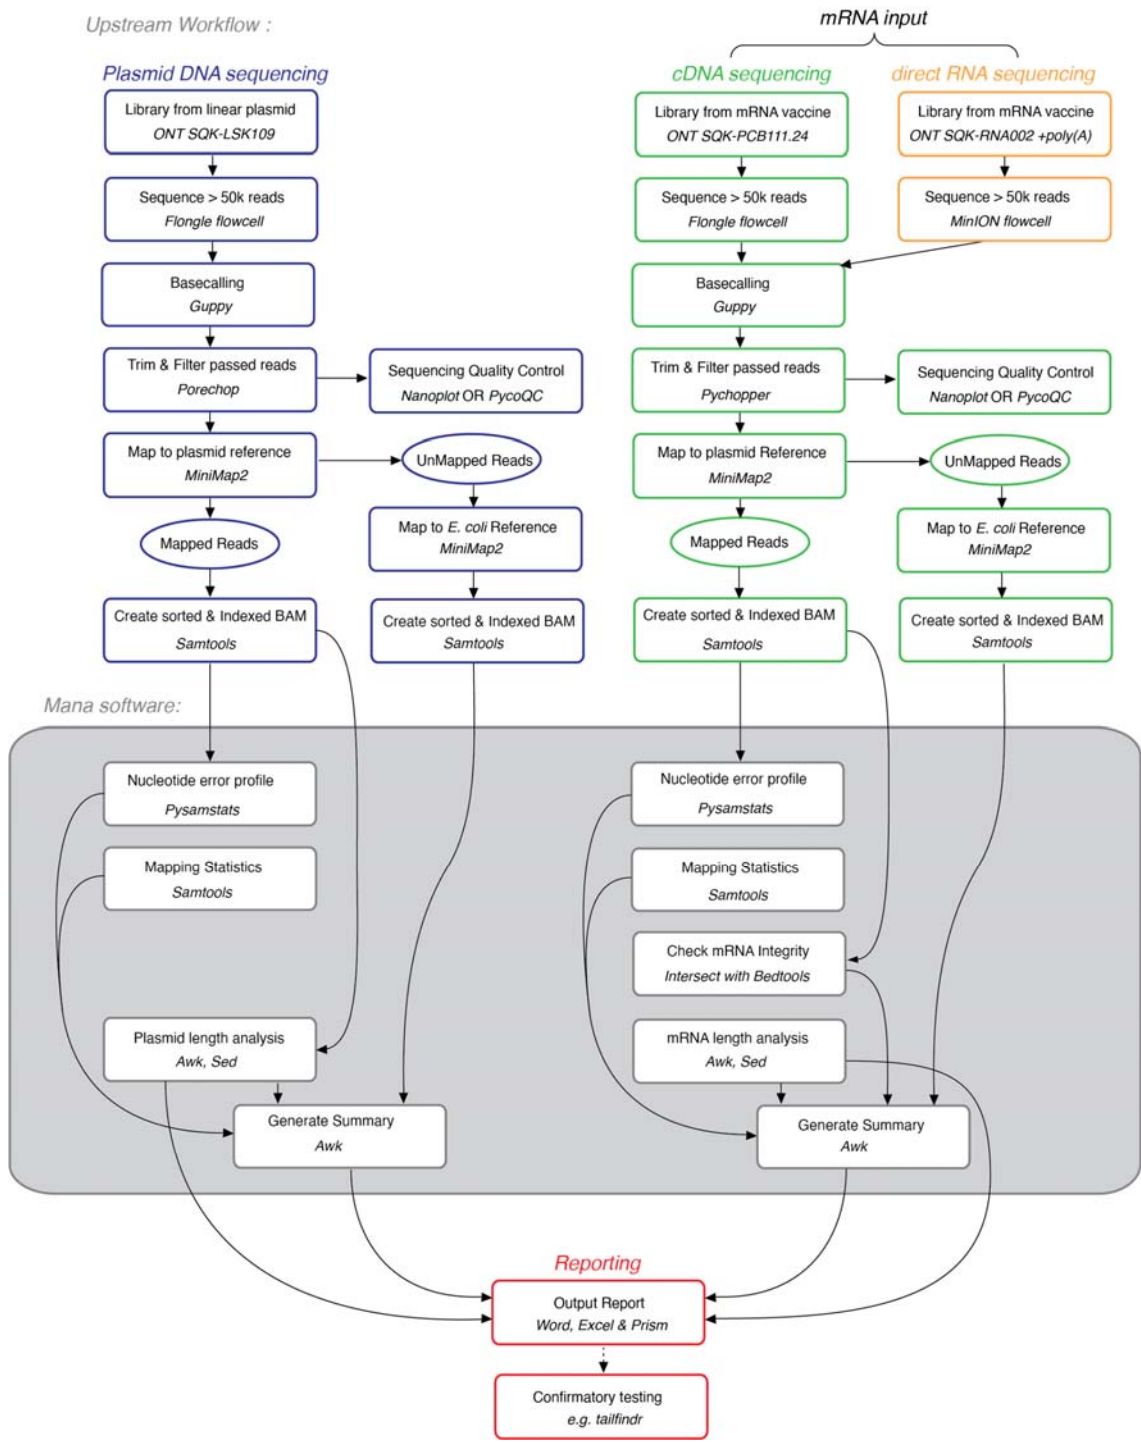 Upstream Workflow :
mRNA input
Plasmid DNA sequencing
cDNA sequencing
direct RNA sequencing
Library from linear plasmid
ONT SQK-LSK109
Library from mRNA vaccine
ONT SQK-PCB111.24
Library from mRNA vaccine
ONT SQK-RNA002 +poly(A)
Sequence > 50k reads
Flongle flowcell
Sequence > 50k reads
Flongle flowcell
Sequence > 50k reads
MinION flowcell
Basecalling
Guppy
Basecalling
Guppy
Trim & Filter passed reads
Porechop
Sequencing Quality Control
Nanoplot OR PycoQC
Trim & Filter passed reads
Pychopper
Sequencing Quality Control
Nanoplot OR PycoQC
Map to plasmid reference
MiniMap2
UnMapped Reads
Map to plasmid Reference
MiniMap2
UnMapped Reads
Mapped Reads
Map to E. coli Reference
MiniMap2
Mapped Reads
Map to E. coli Reference
MiniMap2
Create sorted & Indexed BAM
Samtools
Create sorted & Indexed BAM
Samtools
Create sorted & Indexed BAM
Samtools
Create sorted & Indexed BAM
Samtools
Mana software:
Nucleotide error profile
Pysamstats
Nucleotide error profile
Pysamstats
Mapping Statistics
Samtools
Mapping Statistics
Samtools
Check mRNA Integrity
Intersect with Bedtools
Plasmid length analysis
Awk, Sed
mRNA length analysis
Awk, Sed
Generate Summary
Awk
Generate Summary
Awk
Reporting
Output Report
Word, Excel & Prism
Confirmatory testing
e.g. tailfindr